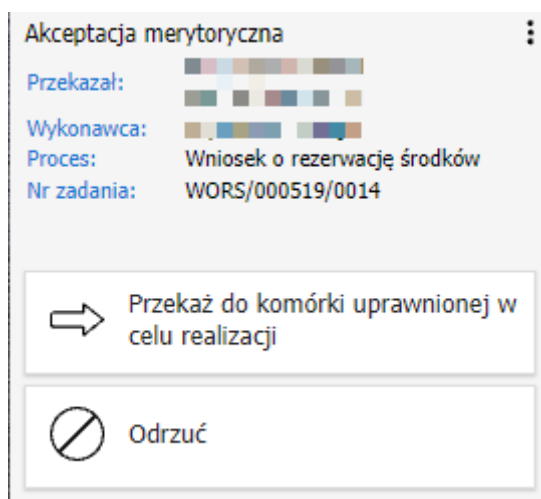 Akceptacja merytoryczna
Przekazał:
Wykonawca:
Proces: Wniosek o rezerwację środków
Nr zadania: WORS/000519/0014
Przekaż do komórki uprawnionej w
celu realizacji
Odrzuć